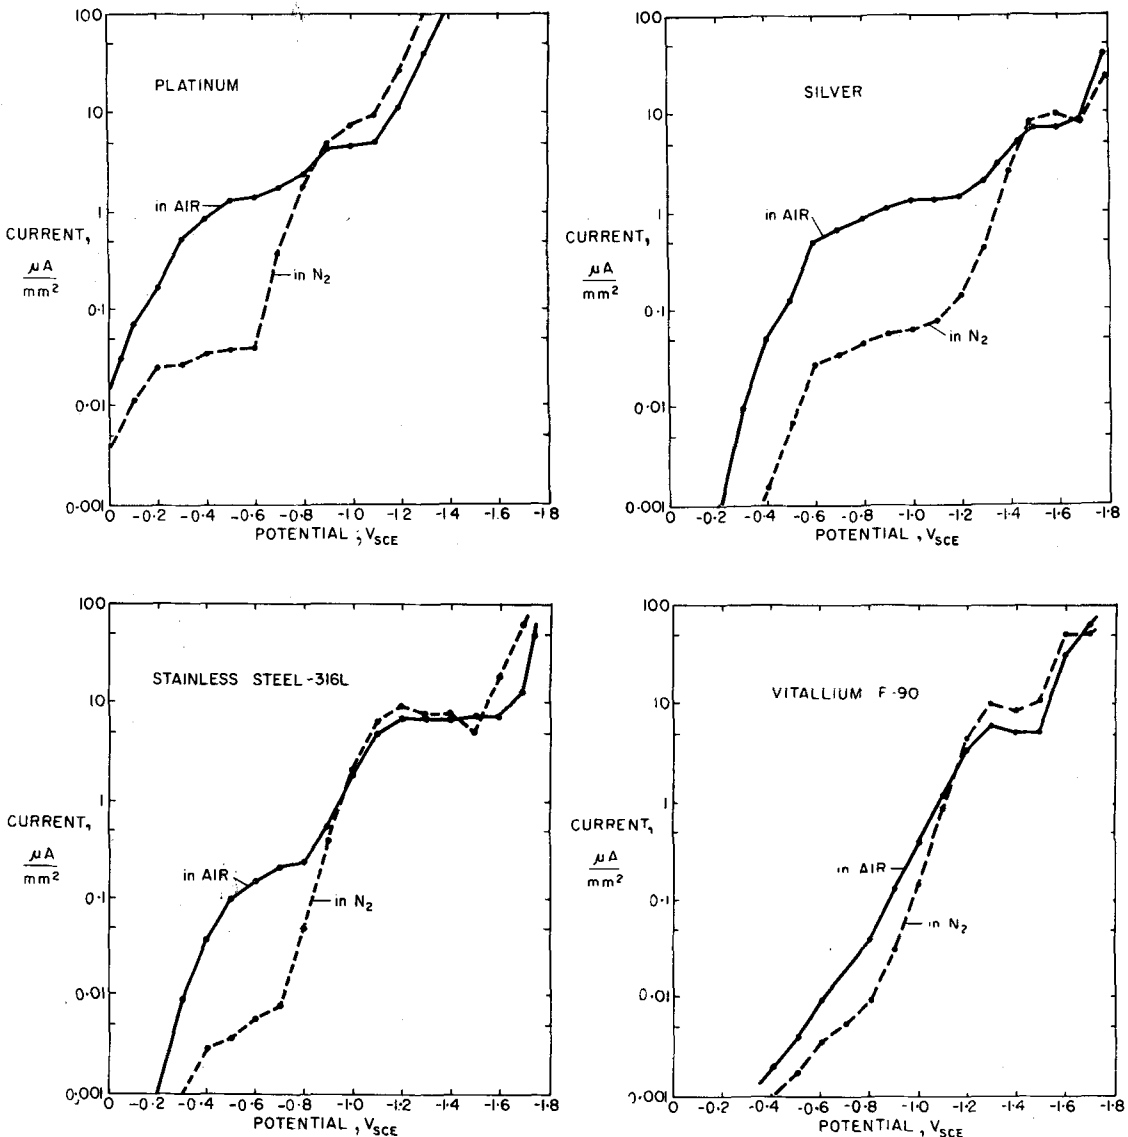 PLATINUM
100
10
1
0·1
0·01
0·001
CURRENT,
μA
mm²
in AIR
in N₂
0 -0·2 -0·4 -0·6 -0·8 -1·0 -1·2 -1·4 -1·6 -1·8
POTENTIAL , VSCE
SILVER
100
10
1
0·1
0·01
0·001
CURRENT,
μA
mm²
in AIR
in N₂
0 -0·2 -0·4 -0·6 -0·8 -1·0 -1·2 -1·4 -1·6 -1·8
POTENTIAL , VSCE
STAINLESS STEEL-316L
100
10
1
0·1
0·01
0·001
CURRENT,
μA
mm²
in AIR
in N₂
0 -0·2 -0·4 -0·6 -0·8 -1·0 -1·2 -1·4 -1·6 -1·8
POTENTIAL , VSCE
VITALLIUM F-90
100
10
1
0·1
0·01
0·001
CURRENT,
μA
mm²
in AIR
in N₂
0 -0·2 -0·4 -0·6 -0·8 -1·0 -1·2 -1·4 -1·6 -1·8
POTENTIAL , VSCE